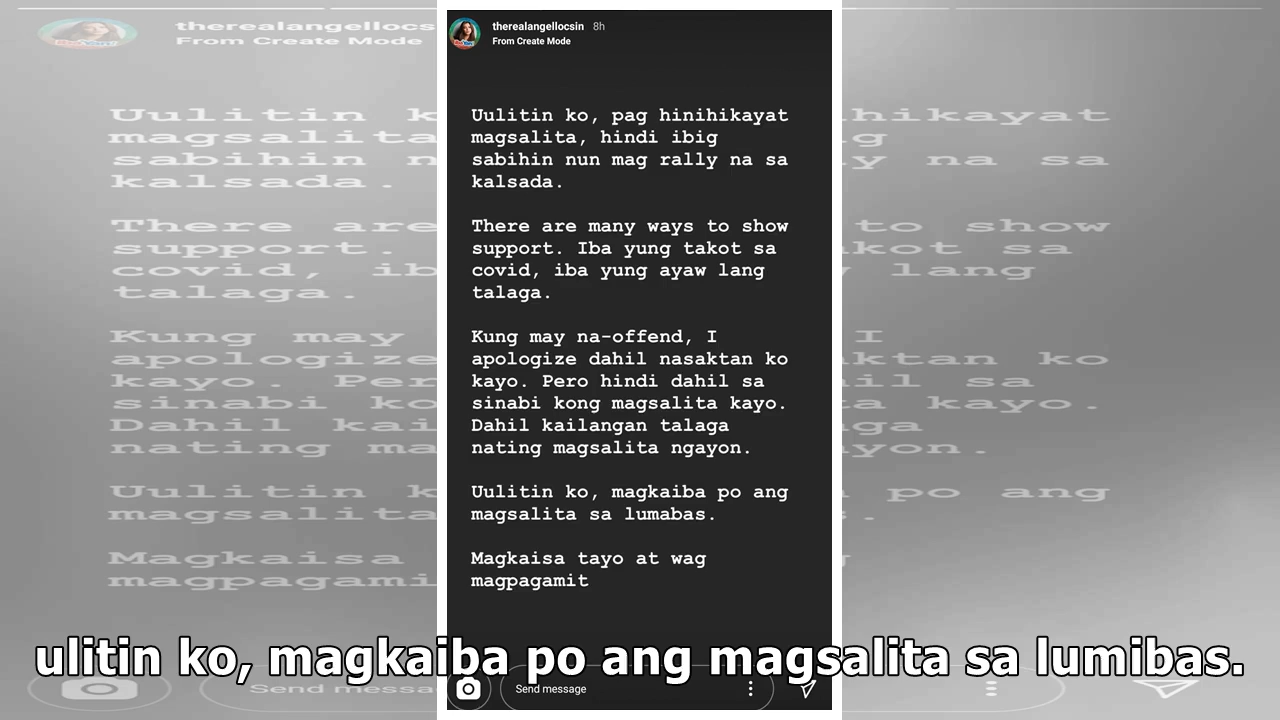 therealangellocsin 8h
From Create Mode
Uulitin ko, pag hinihikayat
magsalita, hindi ibig
sabihin nun mag rally na sa
kalsada.
There are many ways to show
support. Iba yung takot sa
covid, iba yung ayaw lang
talaga.
Kung may na-offend, I
apologize dahil nasaktan ko
kayo. Pero hindi dahil sa
sinabi kong magsalita kayo.
Dahil kailangan talaga
nating magsalita ngayon.
Uulitin ko, magkaiba po ang
magsalita sa lumabas.
Magkaisa tayo at wag
magpagamit
ulitin ko, magkaiba po ang magsalita sa lumibas.
Send message